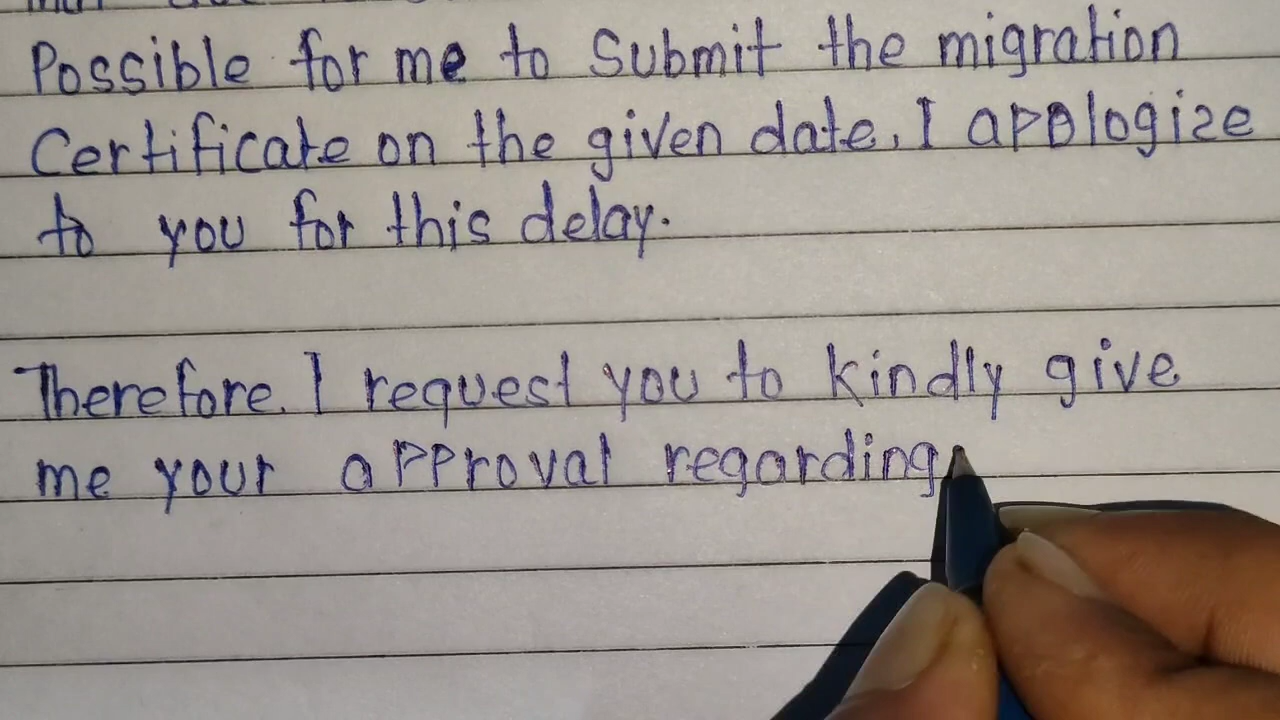 Possible for me to Submit the migration
Certificate on the given date. I apologize
to you for this delay.
Therefore. I request you to kindly give
me your approval regarding